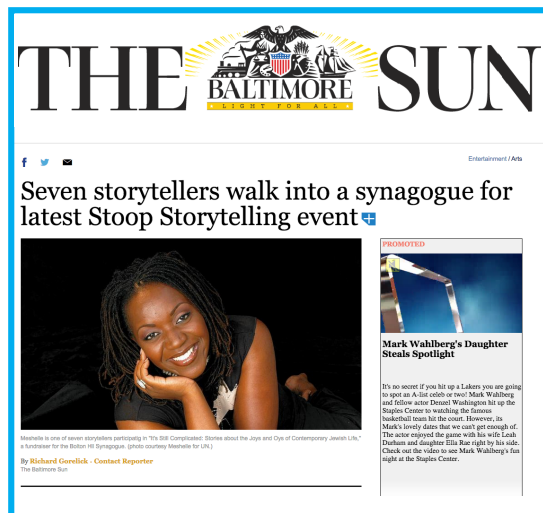 THE BALTIMORE SUN
LIGHT FOR ALL
Entertainment / Arts
Seven storytellers walk into a synagogue for
latest Stoop Storytelling event
PROMOTED
Mark Wahlberg's Daughter
Steals Spotlight
It's no secret if you hit up a Lakers you are going
to spot an A-list celeb or two! Mark Wahlberg
and fellow actor Denzel Washington hit up the
Staples Center to watching the famous
basketball team hit the court. However, its
Mark's lovely dates that we can't get enough of.
The actor enjoyed the game with his wife Leah
Durham and daughter Ella Rae right by his side.
Check out the video to see Mark Wahlberg's fun
night at the Staples Center.
Meshelle is one of seven storytellers participatig in "It's Still Complicated: Stories about the Joys and Oys of Contemporary Jewish Life,"
a fundraiser for the Bolton Hil Synagogue. (photo courtesy Meshelle for UN.)
By Richard Gorelick - Contact Reporter
The Baltimore Sun